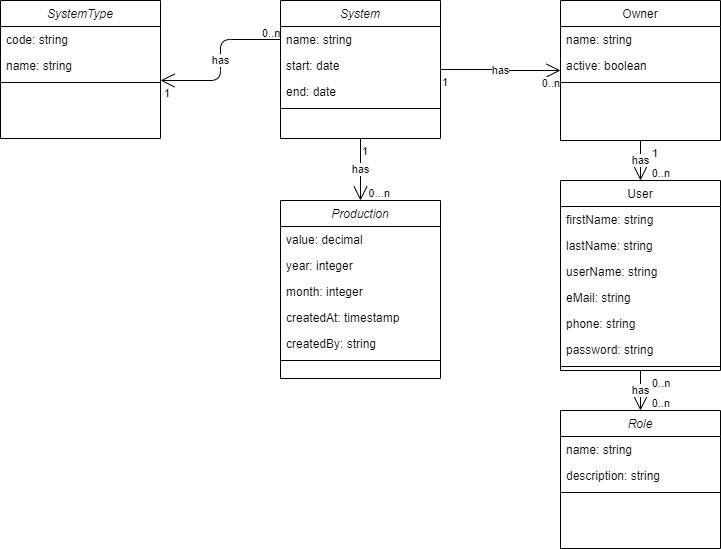 SystemType
code: string
name: string
System
name: string
start: date
end: date
Owner
name: string
active: boolean
0..n
has
1
1
has
0..n
1
has
0...n
1
has
0..n
Production
value: decimal
year: integer
month: integer
createdAt: timestamp
createdBy: string
User
firstName: string
lastName: string
userName: string
eMail: string
phone: string
password: string
0..n
has
0..n
Role
name: string
description: string